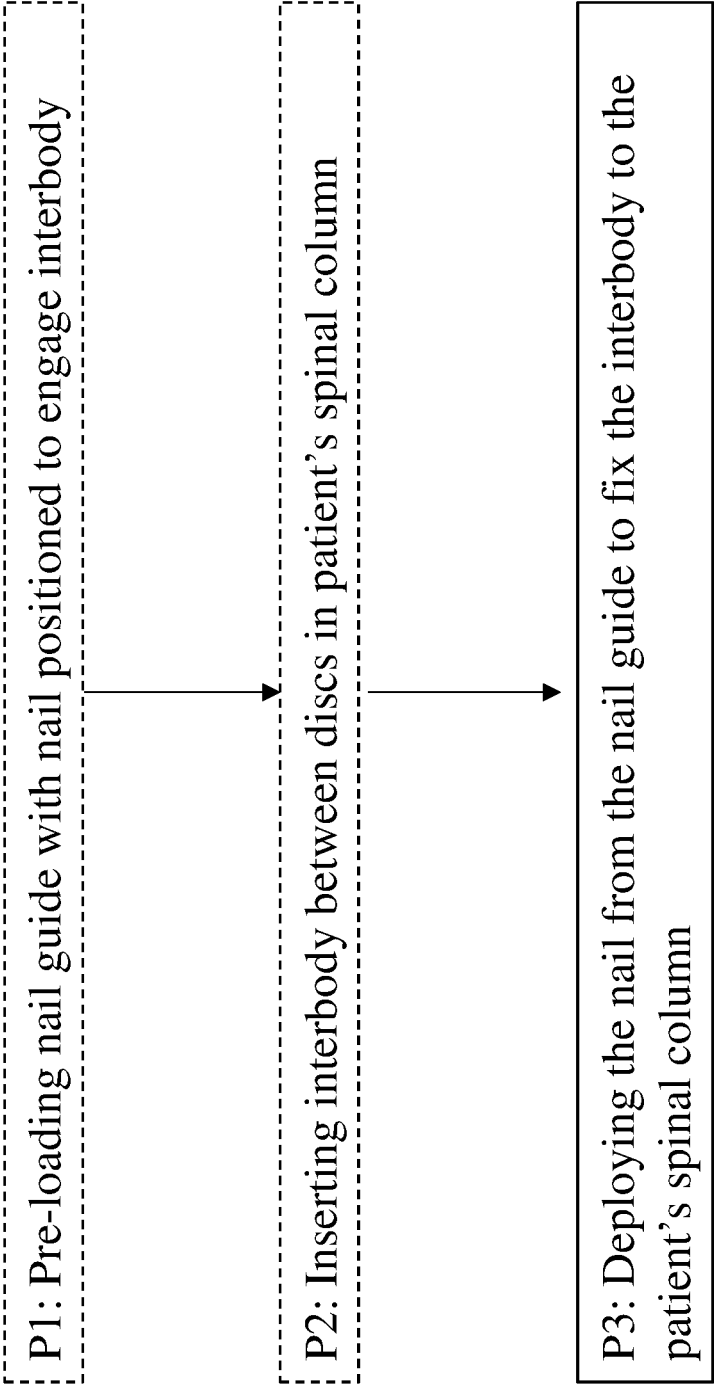 P1: Pre-loading nail guide with nail positioned to engage interbody
P2: Inserting interbody between discs in patient's spinal column
P3: Deploying the nail from the nail guide to fix the interbody to the
patient's spinal column